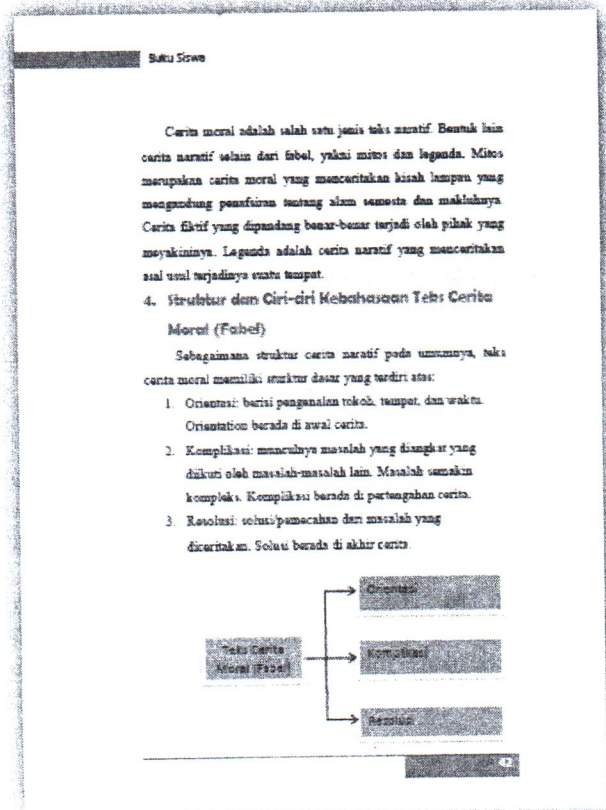 Buku Siswa
Cerita moral adalah salah satu jenis teks naratif. Bentuk lain
cerita naratif selain dari fabel, yakni mitos dan legenda. Mitos
merupakan cerita moral yang menceritakan kisah lampau yang
mengandung penafsiran tentang alam semesta dan makluhnya.
Cerita fiktif yang dipandang benar-benar terjadi oleh pihak yang
meyakininya. Legenda adalah cerita naratif yang menceritakan
asal usul terjadinya suatu tempat.
4. Struktur dan Ciri-ciri Kebahasaan Teks Cerita
Moral (Fabel)
Sebagaimana struktur cerita naratif pada umumnya, teks
cerita moral memiliki struktur dasar yang terdiri atas:
1. Orientasi: berisi pengenalan tokoh, tempat, dan waktu.
Orientation berada di awal cerita.
2. Komplikasi: munculnya masalah yang diangkat yang
diikuti oleh masalah-masalah lain. Masalah semakin
kompleks. Komplikasi berada di pertengahan cerita.
3. Resolusi: solusi/pemecahan dari masalah yang
diceritakan. Solusi berada di akhir cerita.
Orientasi
Teks Cerita
Moral (Fabel)
Komplikasi
Resolusi